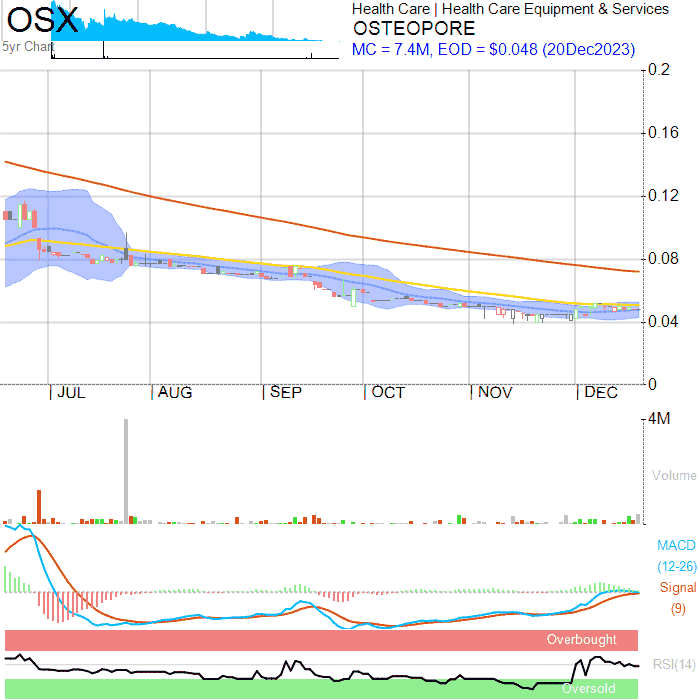 OSX
5yr Chart
Health Care | Health Care Equipment & Services
OSTEOPORE
MC = 7.4M, EOD = $0.048 (20Dec2023)
0.2
0.16
0.12
0.08
0.04
0
JUL AUG SEP OCT NOV DEC
4M
Volume
MACD
(12-26)
Signal
(9)
Overbought
RSI(14)
Oversold